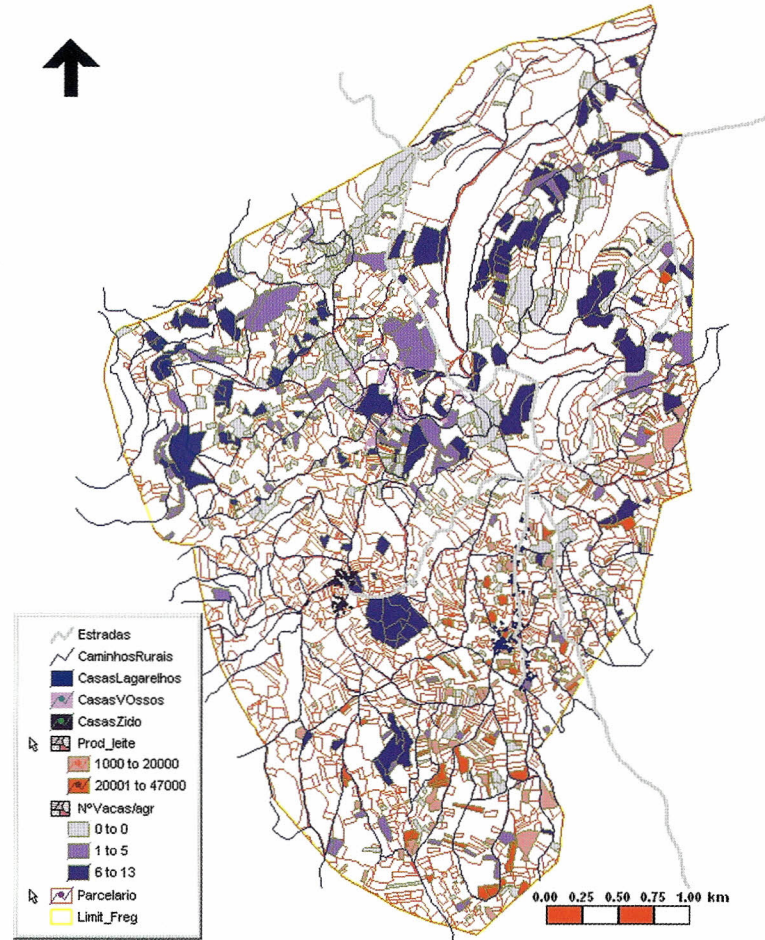 Estradas
CaminhosRurais
CasasLagarelhos
CasasVOssos
CasasZido
Prod_leite
1000 to 20000
20001 to 47000
NºVacas/agr
0 to 0
1 to 5
6 to 13
Parcelario
Limit_Freg
0.00 0.25 0.50 0.75 1.00 km